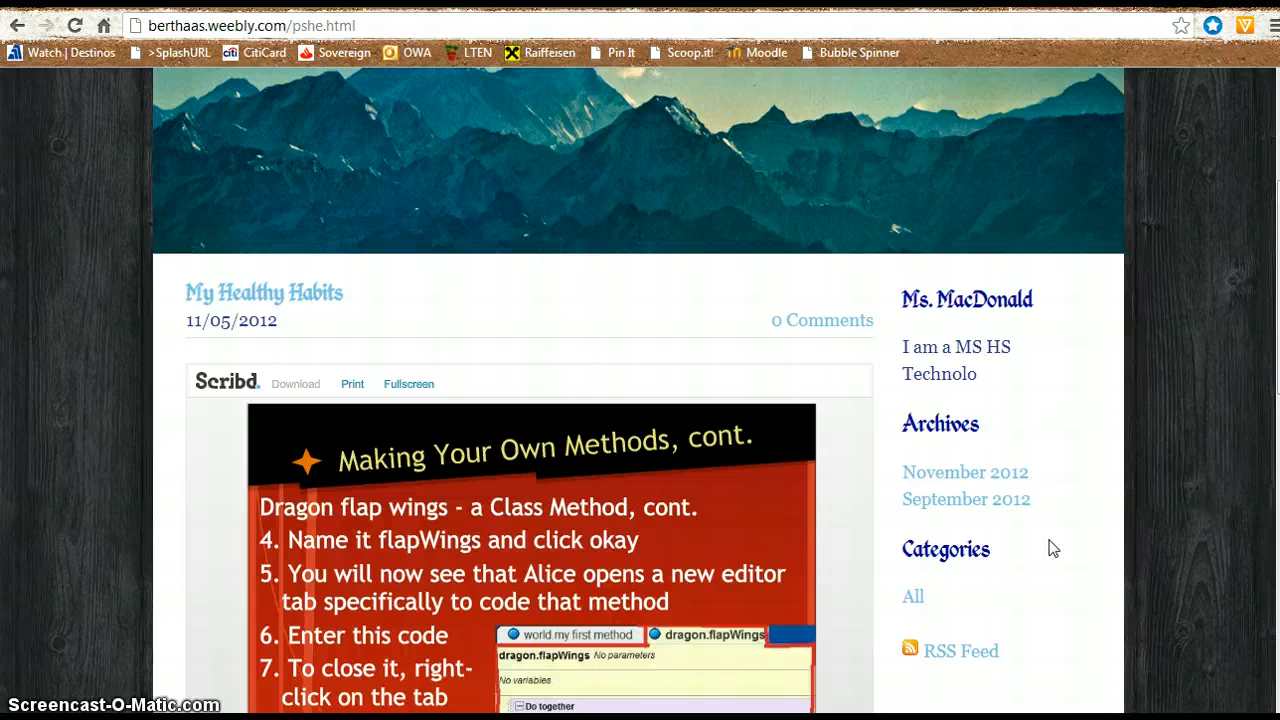 berthaas.weebly.com/pshe.html
Watch | Destinos >SplashURL citi CitiCard Sovereign OWA LTEN Raiffeisen Pin It Scoop.it! Moodle Bubble Spinner
My Healthy Habits
11/05/2012
0 Comments
Scribd. Download Print Fullscreen
Making Your Own Methods, cont.
Dragon flap wings - a Class Method, cont.
4. Name it flapWings and click okay
5. You will now see that Alice opens a new editor
tab specifically to code that method
6. Enter this code
7. To close it, right-
click on the tab
world.my first method dragon.flapWings
dragon.flapWings No parameters
No variables
Do together
Ms. MacDonald
I am a MS HS
Technolo
Archives
November 2012
September 2012
Categories
All
RSS Feed
Screencast-O-Matic.com